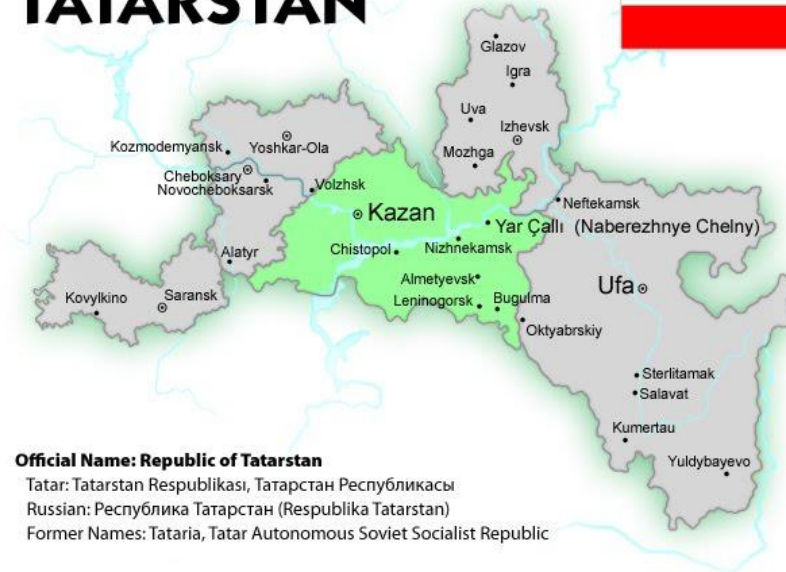 TATARSTAN
Glazov
Igra
Uva
Izhevsk
Mozhga
Kozmodemyansk
Yoshkar-Ola
Cheboksary
Novocheboksarsk
Volzhsk
Neftekamsk
Kazan
Yar Çallı (Naberezhnye Chelny)
Chistopol
Nizhnekamsk
Alatyr
Almetyevsk
Ufa
Kovylkino
Saransk
Leninogorsk
Bugulma
Oktyabrskiy
Sterlitamak
Salavat
Kumertau
Yuldybayevo
Official Name: Republic of Tatarstan
Tatar: Tatarstan Respublikası, Татарстан Республикасы
Russian: Республика Татарстан (Respublika Tatarstan)
Former Names: Tataria, Tatar Autonomous Soviet Socialist Republic